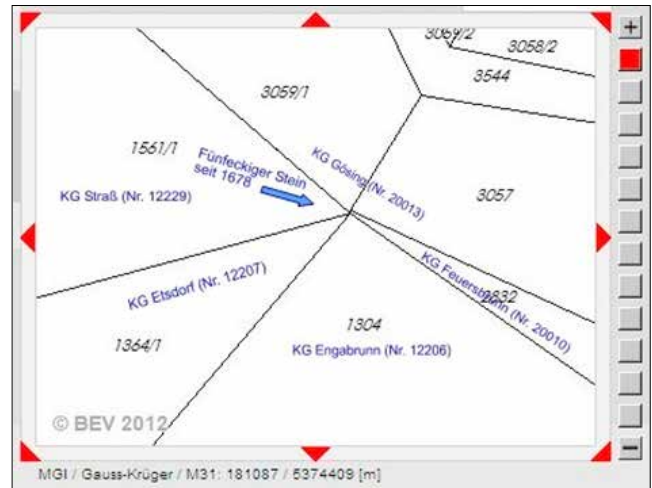 3069/2
3058/2
3544
3059/1
1561/1
Fünfeckiger Stein
seit 1678
KG Gösing (Nr. 20013)
3057
KG Straß (Nr. 12229)
KG Etsdorf (Nr. 12207)
KG Feuersbrunn (Nr. 20010)
2832
1304
1364/1
KG Engabrunn (Nr. 12206)
© BEV 2012
MGI / Gauss-Krüger / M31: 181087 / 5374409 [m]